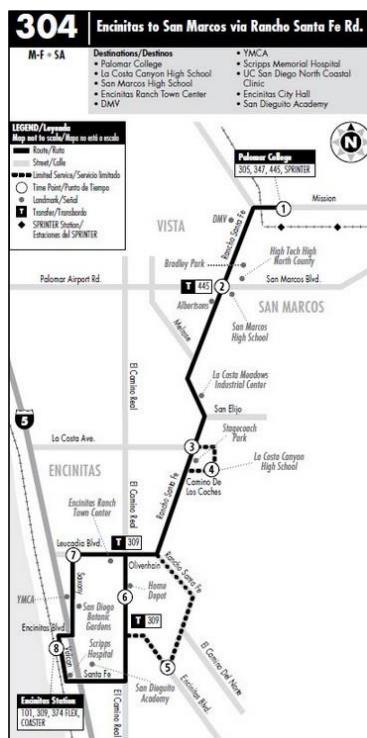 304
Encinitas to San Marcos via Rancho Santa Fe Rd.
M-F • SA
Destinations/Destinos
• Palomar College
• La Costa Canyon High School
• San Marcos High School
• Encinitas Ranch Town Center
• DMV
• YMCA
• Scripps Memorial Hospital
• UC San Diego North Coastal
Clinic
• Encinitas City Hall
• San Dieguito Academy
LEGEND/Leyenda
Map not to scale/Mapa no está a escala
Route/Ruta
Street/Calle
Limited Service/Servicio limitado
Time Point/Punto de Tiempo
Landmark/Señal
T Transfer/Transbordo
SPRINTER Station/
Estaciones del SPRINTER
N
Palomar College
305, 347, 445, SPRINTER
1
Mission
VISTA
DMV
Rancho Santa Fe
Bradley Park
High Tech High
North County
Palomar Airport Rd.
T 445
2
San Marcos Blvd.
Albertsons
SAN MARCOS
Melrose
San Marcos
High School
El Camino Real
La Costa Meadows
Industrial Center
5
San Elijo
La Costa Ave.
3
Stagecoach
Park
4
La Costa Canyon
High School
ENCINITAS
Camino De
Los Coches
Encinitas Ranch
Town Center
El Camino Real
Rancho Santa Fe
T 309
Leucadia Blvd.
7
Olivenhain
Rancho Santa Fe
Saxony
6
Home
Depot
YMCA
San Diego
Botanic
Gardens
T 309
Encinitas Blvd.
8
Vulcan
Scripps
Hospital
El Camino Del Norte
Santa Fe
5
San Dieguito
Academy
Encinitas Blvd.
El Camino Real
Encinitas Station
101, 309, 374 FLEX,
COASTER